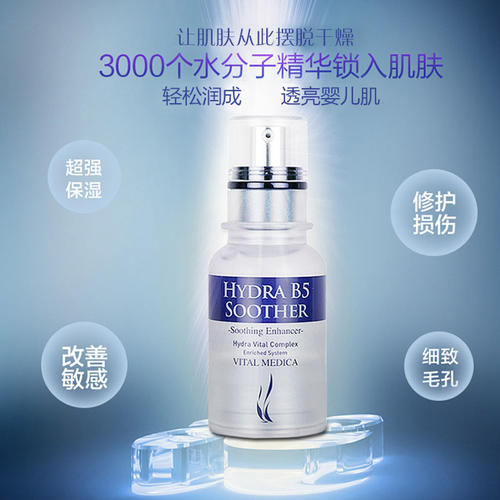 让肌肤从此摆脱干燥
3000个水分子精华锁入肌肤
轻松润成 透亮婴儿肌
超强
保湿
修护
损伤
HYDRA B5
SOOTHER
-Soothing Enhancer-
Hydra Vital Complex
Enriched System
VITAL MEDICA
改善
敏感
细致
毛孔